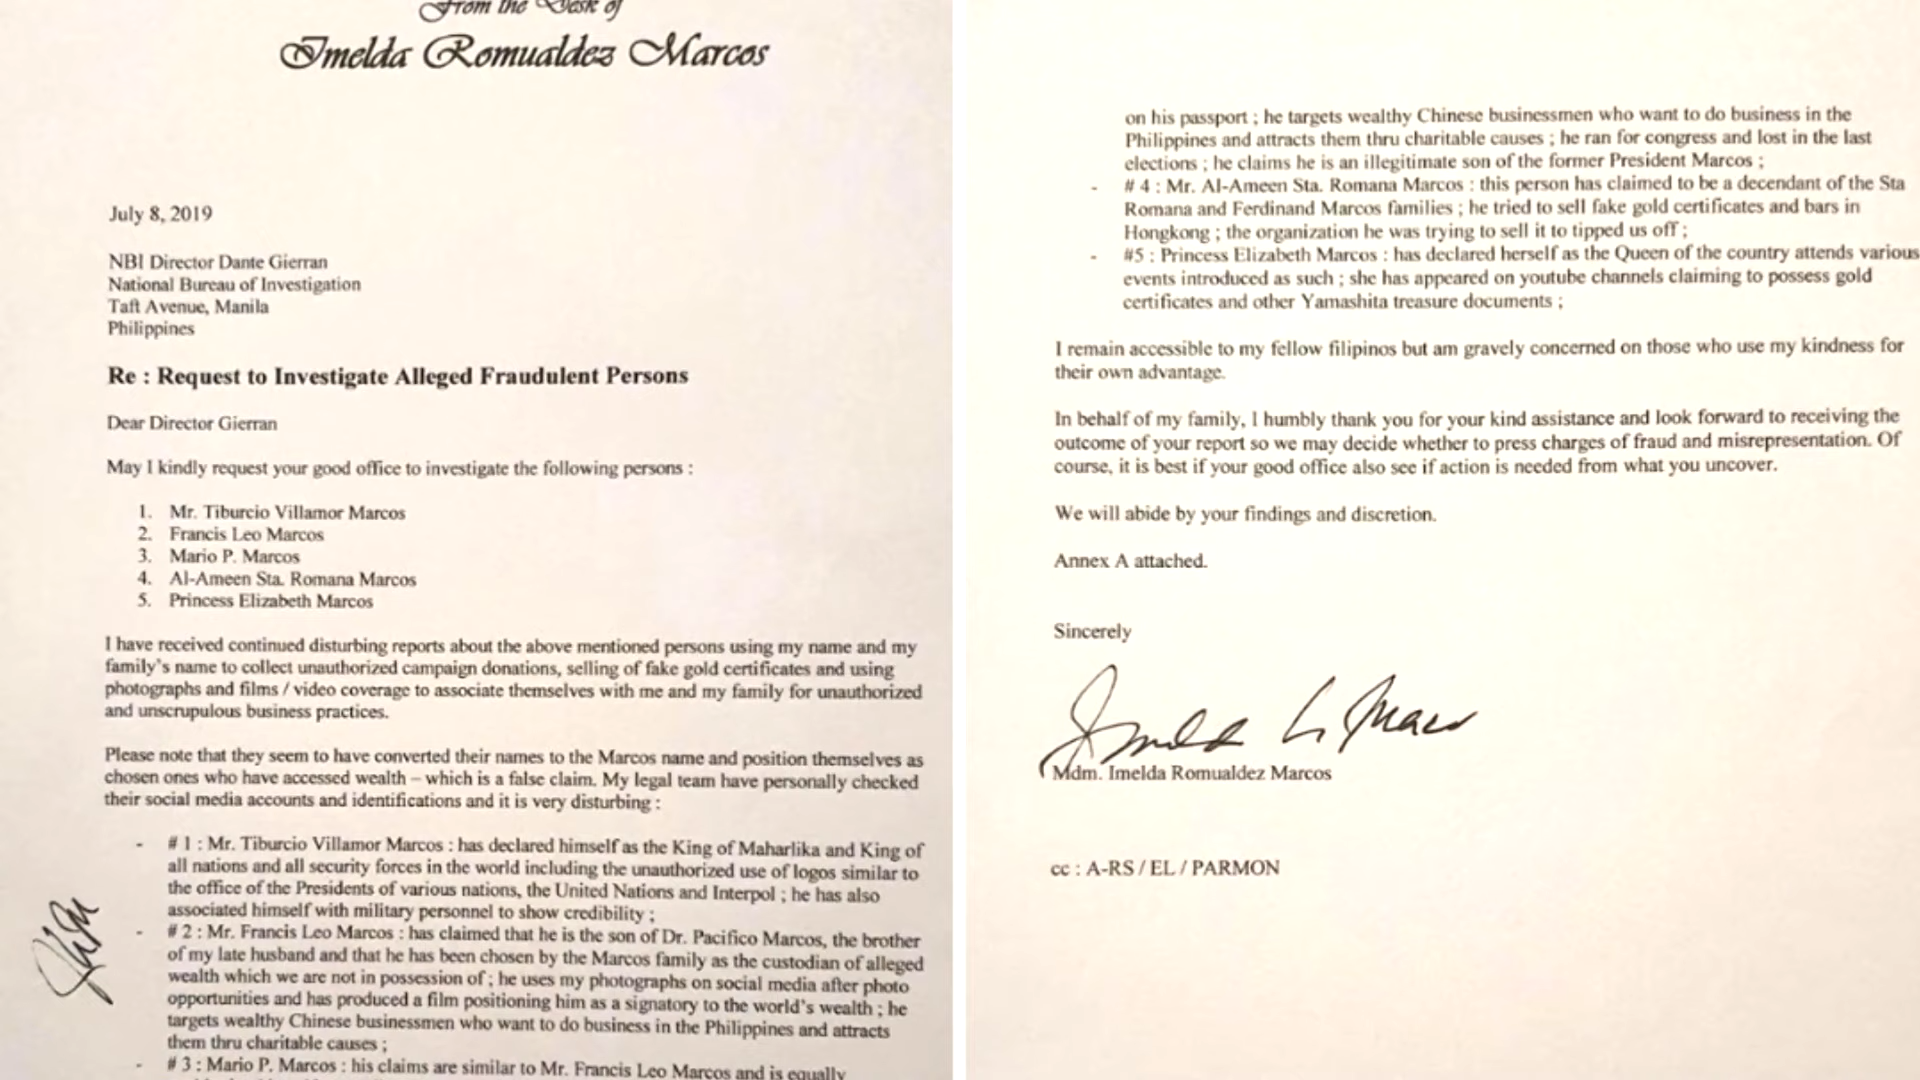 From the Desk of
Imelda Romualdez Marcos
July 8, 2019
NBI Director Dante Gierran
National Bureau of Investigation
Taft Avenue, Manila
Philippines
Re : Request to Investigate Alleged Fraudulent Persons
Dear Director Gierran
May I kindly request your good office to investigate the following persons :
1. Mr. Tiburcio Villamor Marcos
2. Francis Leo Marcos
3. Mario P. Marcos
4. Al-Ameen Sta. Romana Marcos
5. Princess Elizabeth Marcos
I have received continued disturbing reports about the above mentioned persons using my name and my
family's name to collect unauthorized campaign donations, selling of fake gold certificates and using
photographs and films / video coverage to associate themselves with me and my family for unauthorized
and unscrupulous business practices.
Please note that they seem to have converted their names to the Marcos name and position themselves as
chosen ones who have accessed wealth – which is a false claim. My legal team have personally checked
their social media accounts and identifications and it is very disturbing :
- # 1 : Mr. Tiburcio Villamor Marcos : has declared himself as the King of Maharlika and King of
all nations and all security forces in the world including the unauthorized use of logos similar to
the office of the Presidents of various nations, the United Nations and Interpol ; he has also
associated himself with military personnel to show credibility ;
- # 2 : Mr. Francis Leo Marcos : has claimed that he is the son of Dr. Pacifico Marcos, the brother
of my late husband and that he has been chosen by the Marcos family as the custodian of alleged
wealth which we are not in possession of ; he uses my photographs on social media after photo
opportunities and has produced a film positioning him as a signatory to the world's wealth ; he
targets wealthy Chinese businessmen who want to do business in the Philippines and attracts
them thru charitable causes ;
- # 3 : Mario P. Marcos : his claims are similar to Mr. Francis Leo Marcos and is equally
on his passport ; he targets wealthy Chinese businessmen who want to do business in the
Philippines and attracts them thru charitable causes ; he ran for congress and lost in the last
elections ; he claims he is an illegitimate son of the former President Marcos ;
- # 4 : Mr. Al-Ameen Sta. Romana Marcos : this person has claimed to be a decendant of the Sta
Romana and Ferdinand Marcos families ; he tried to sell fake gold certificates and bars in
Hongkong ; the organization he was trying to sell it to tipped us off ;
- #5 : Princess Elizabeth Marcos : has declared herself as the Queen of the country attends various
events introduced as such ; she has appeared on youtube channels claiming to possess gold
certificates and other Yamashita treasure documents ;
I remain accessible to my fellow filipinos but am gravely concerned on those who use my kindness for
their own advantage.
In behalf of my family, I humbly thank you for your kind assistance and look forward to receiving the
outcome of your report so we may decide whether to press charges of fraud and misrepresentation. Of
course, it is best if your good office also see if action is needed from what you uncover.
We will abide by your findings and discretion.
Annex A attached.
Sincerely
Mdm. Imelda Romualdez Marcos
cc : A-RS / EL / PARMON